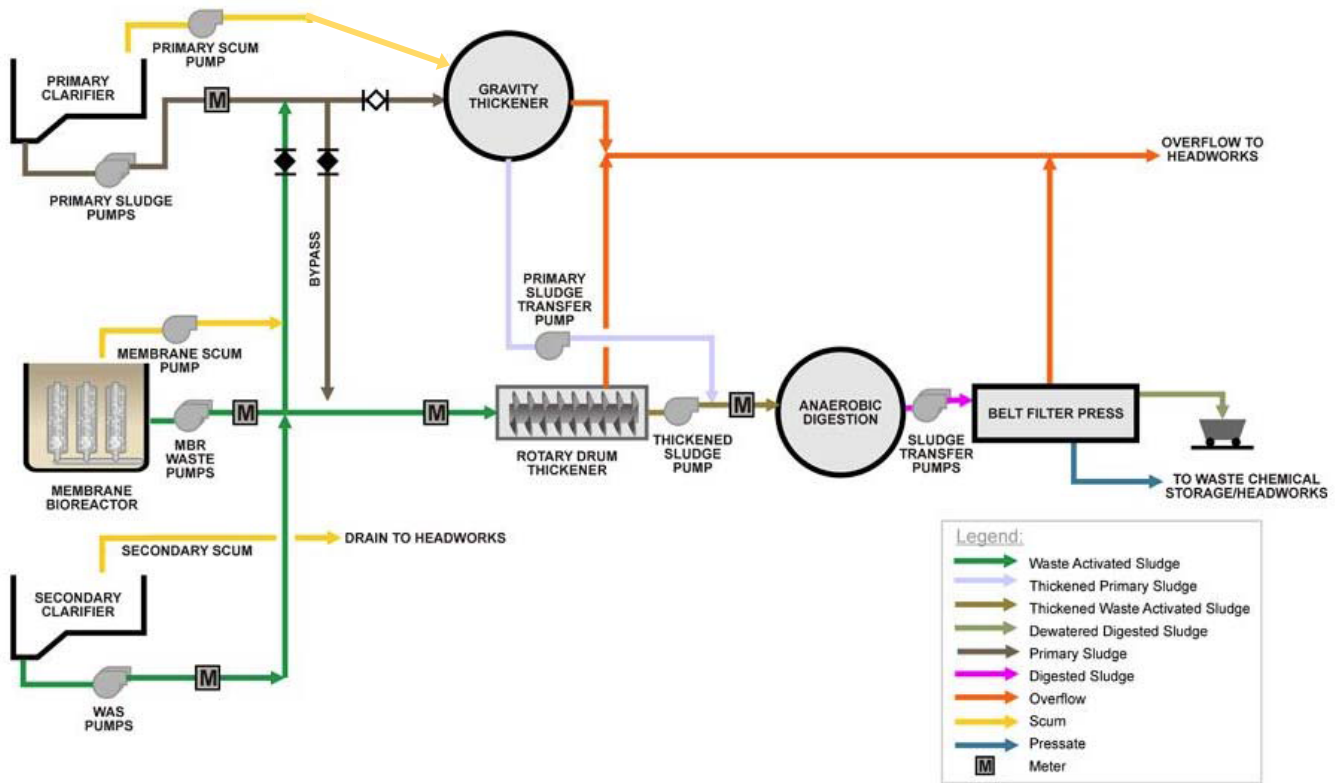 PRIMARY SCUM
PUMP
PRIMARY
CLARIFIER
M
PRIMARY SLUDGE
PUMPS
GRAVITY
THICKENER
OVERFLOW TO
HEADWORKS
BYPASS
PRIMARY
SLUDGE
TRANSFER
PUMP
MEMBRANE SCUM
PUMP
M
MBR
WASTE
PUMPS
MEMBRANE
BIOREACTOR
M
ROTARY DRUM
THICKENER
THICKENED
SLUDGE PUMP
M
ANAEROBIC
DIGESTION
SLUDGE
TRANSFER
PUMPS
BELT FILTER PRESS
TO WASTE CHEMICAL
STORAGE/HEADWORKS
SECONDARY SCUM
DRAIN TO HEADWORKS
SECONDARY
CLARIFIER
M
WAS
PUMPS
Legend:
Waste Activated Sludge
Thickened Primary Sludge
Thickened Waste Activated Sludge
Dewatered Digested Sludge
Primary Sludge
Digested Sludge
Overflow
Scum
Pressate
M Meter